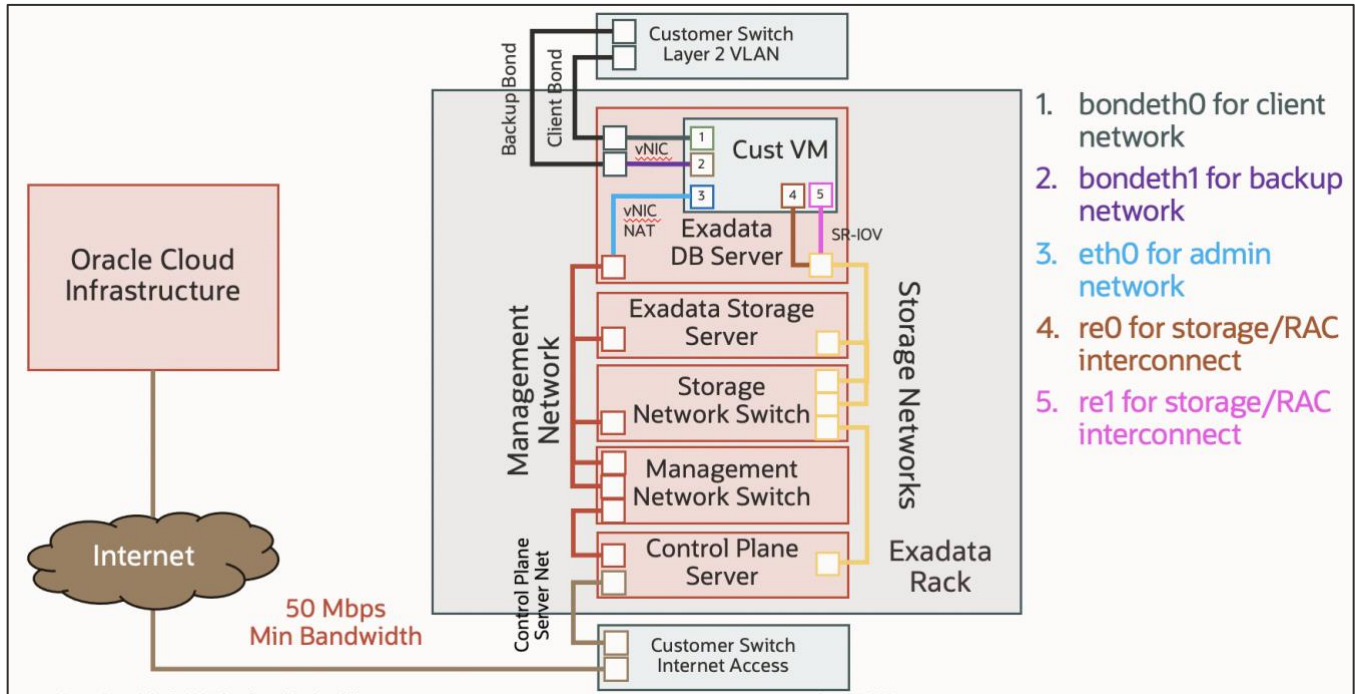 Customer Switch
Layer 2 VLAN
Backup Bond
Client Bond
1
vNIC
2
Cust VM
3
4
5
vNIC
NAT
Exadata
DB Server
SR-IOV
Management
Network
Storage Networks
Exadata Storage
Server
Storage
Network Switch
Management
Network Switch
Control Plane
Server
Control Plane
Server Net
Exadata
Rack
Customer Switch
Internet Access
Oracle Cloud
Infrastructure
Internet
50 Mbps
Min Bandwidth
1. bondeth0 for client
network
2. bondeth1 for backup
network
3. eth0 for admin
network
4. re0 for storage/RAC
interconnect
5. re1 for storage/RAC
interconnect